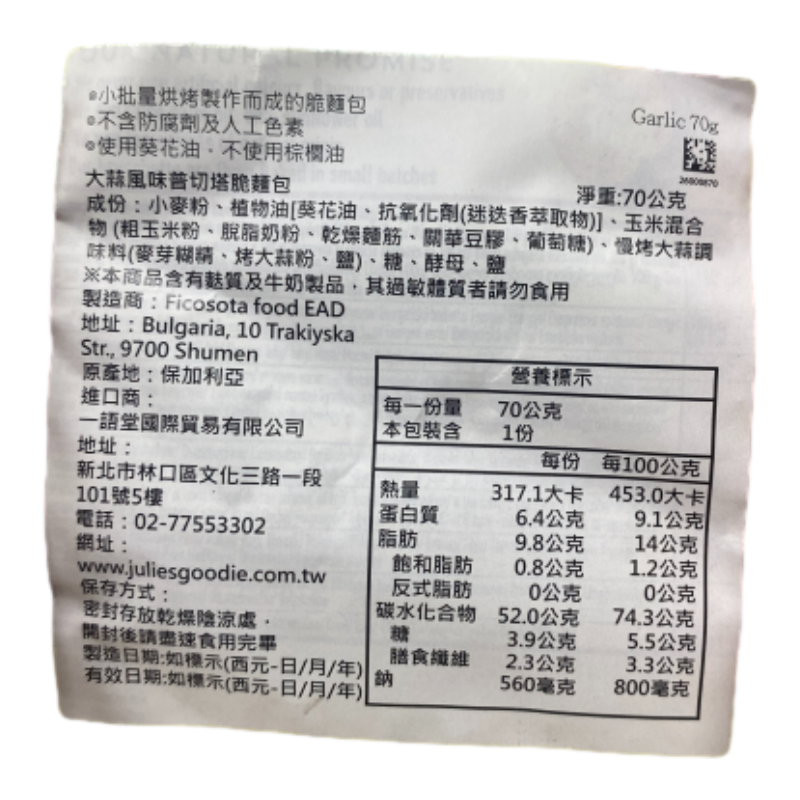 OUR NATURAL PROMISE
◎小批量烘烤製作而成的脆麵包
◎不含防腐劑及人工色素
◎使用葵花油，不使用棕櫚油
Garlic 70g
大蒜風味普切塔脆麵包
淨重:70公克
成份：小麥粉、植物油[葵花油、抗氧化劑(迷迭香萃取物)]、玉米混合
物 (粗玉米粉、脫脂奶粉、乾燥麵筋、關華豆膠、葡萄糖)、慢烤大蒜調
味料(麥芽糊精、烤大蒜粉、鹽)、糖、酵母、鹽
※本商品含有麩質及牛奶製品，其過敏體質者請勿食用
製造商：Ficosota food EAD
地址：Bulgaria, 10 Trakiyska
Str., 9700 Shumen
原產地：保加利亞
進口商：
一語堂國際貿易有限公司
地址：
新北市林口區文化三路一段
101號5樓
電話：02-77553302
網址：
www.juliesgoodie.com.tw
保存方式：
密封存放乾燥陰涼處，
開封後請盡速食用完畢
製造日期:如標示(西元-日/月/年)
有效日期:如標示(西元-日/月/年)
營養標示
每一份量 70公克
本包裝含 1份
每份 每100公克
熱量 317.1大卡 453.0大卡
蛋白質 6.4公克 9.1公克
脂肪 9.8公克 14公克
飽和脂肪 0.8公克 1.2公克
反式脂肪 0公克 0公克
碳水化合物 52.0公克 74.3公克
糖 3.9公克 5.5公克
膳食纖維 2.3公克 3.3公克
鈉 560毫克 800毫克